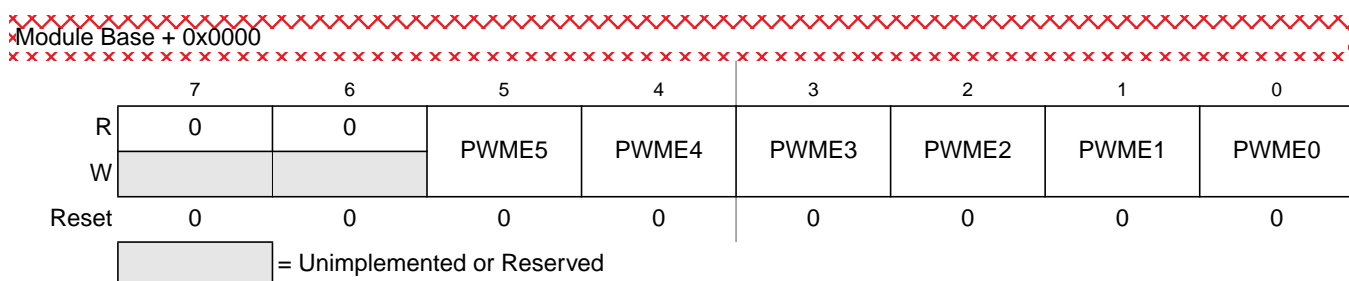 Module Base + 0x0000
7 6 5 4 3 2 1 0
R 0 0 PWME5 PWME4 PWME3 PWME2 PWME1 PWME0
W
Reset 0 0 0 0 0 0 0 0
= Unimplemented or Reserved